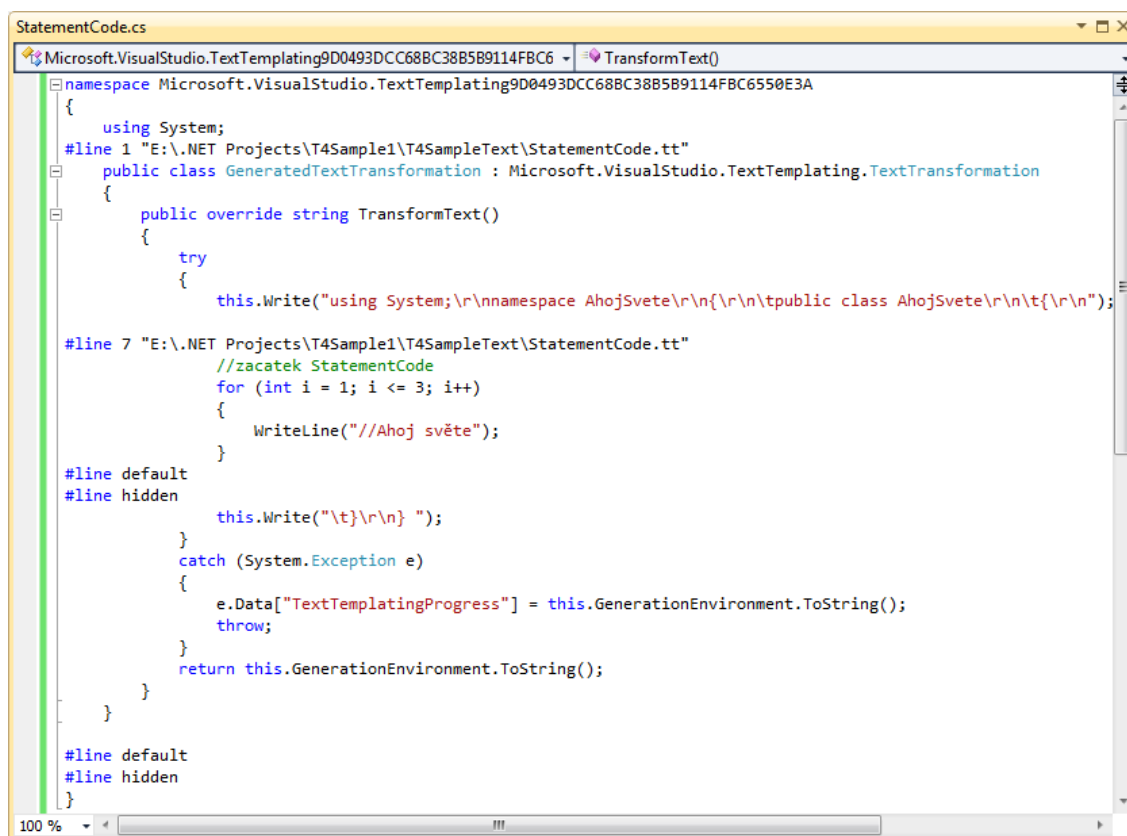 StatementCode.cs
Microsoft.VisualStudio.TextTemplating9D0493DCC68BC38B5B9114FBC6 TransformText()
namespace Microsoft.VisualStudio.TextTemplating9D0493DCC68BC38B5B9114FBC6550E3A
{
    using System;
#line 1 "E:\.NET Projects\T4Sample1\T4SampleText\StatementCode.tt"
    public class GeneratedTextTransformation : Microsoft.VisualStudio.TextTemplating.TextTransformation
    {
        public override string TransformText()
        {
            try
            {
                this.Write("using System;\r\nnamespace AhojSvete\r\n{\r\n\tpublic class AhojSvete\r\n\t{\r\n");
#line 7 "E:\.NET Projects\T4Sample1\T4SampleText\StatementCode.tt"
                //zacatek StatementCode
                for (int i = 1; i <= 3; i++)
                {
                    WriteLine("//Ahoj světe");
                }
#line default
#line hidden
                this.Write("\t}\r\n} ");
            }
            catch (System.Exception e)
            {
                e.Data["TextTemplatingProgress"] = this.GenerationEnvironment.ToString();
                throw;
            }
            return this.GenerationEnvironment.ToString();
        }
    }
#line default
#line hidden
}
100 %